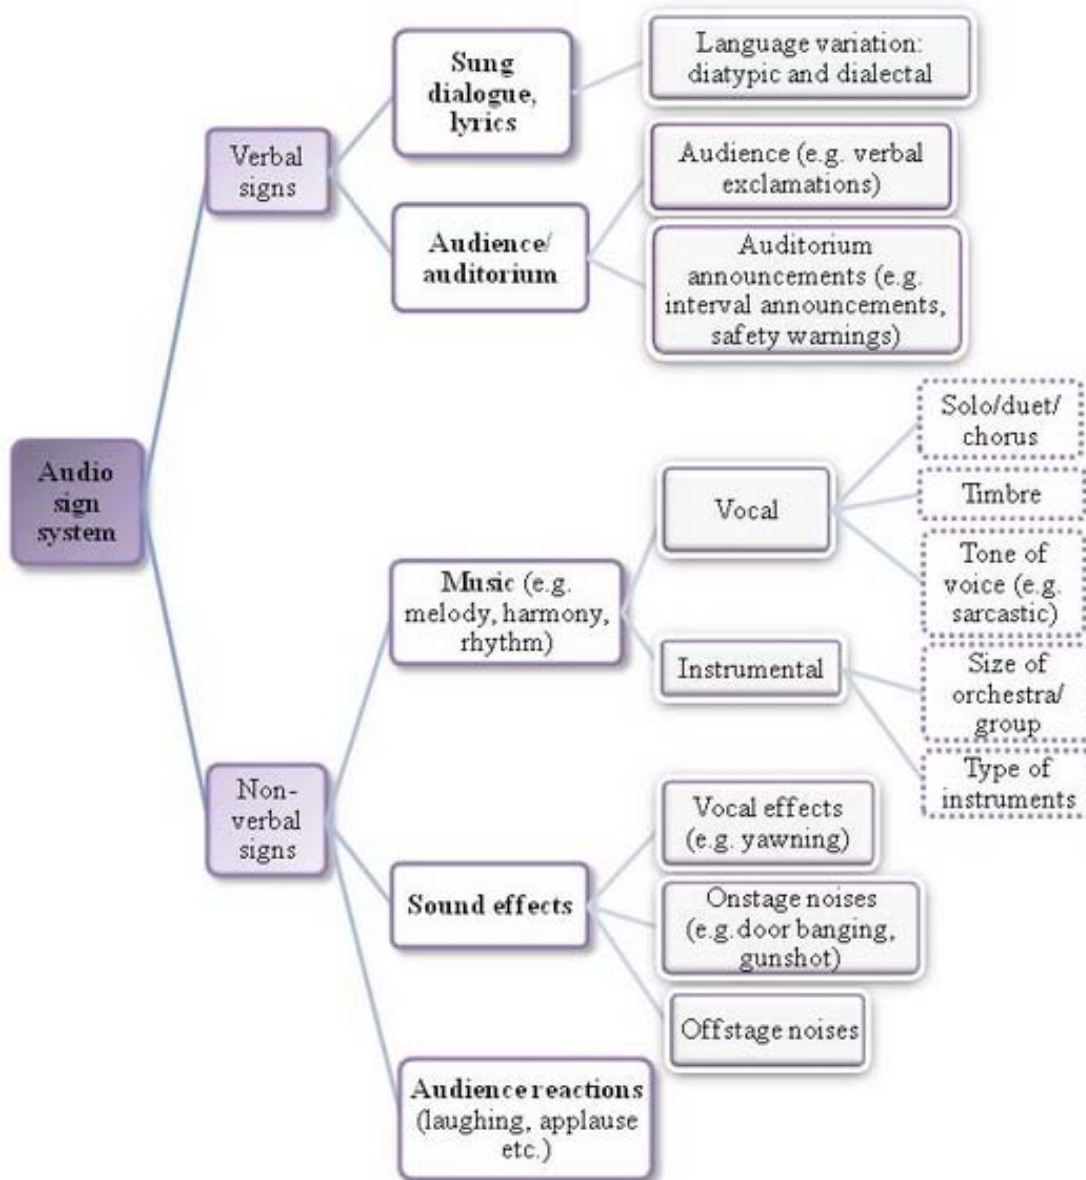 Sung
dialogue,
lyrics
Language variation:
diatypic and dialectal
Verbal
signs
Audience (e.g. verbal
exclamations)
Audience/
auditorium
Auditorium
announcements (e.g.
interval announcements,
safety warnings)
Audio
sign
system
Solo/duet/
chorus
Vocal
Timbre
Tone of
voice (e.g.
sarcastic)
Music (e.g.
melody, harmony,
rhythm)
Instrumental
Size of
orchestra/
group
Type of
instruments
Non-
verbal
signs
Vocal effects
(e.g. yawning)
Sound effects
Onstage noises
(e.g.door banging,
gunshot)
Offstage noises
Audience reactions
(laughing, applause
etc.)